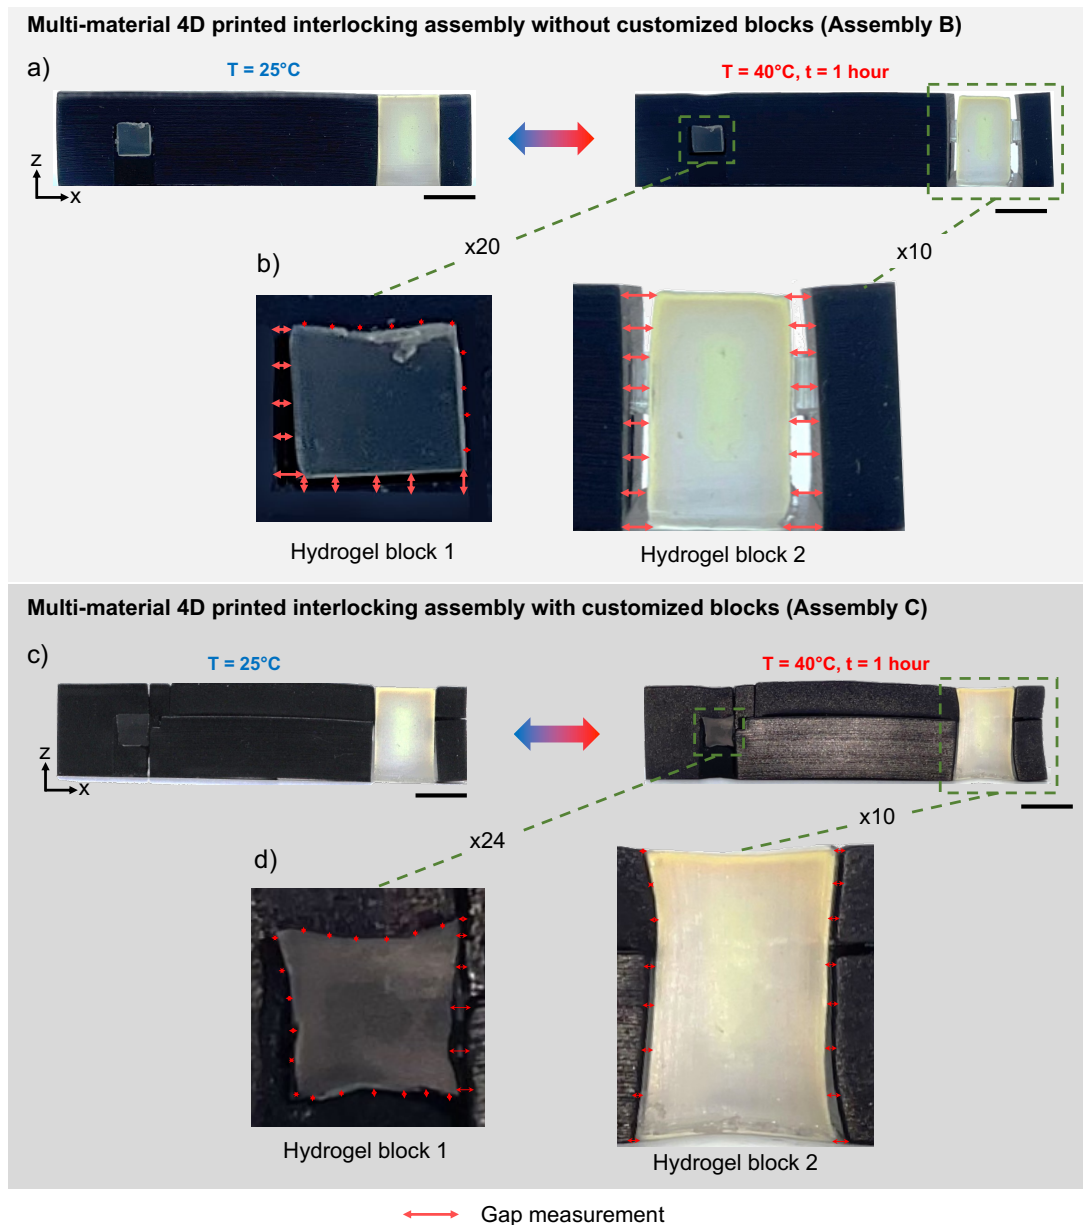 Multi-material 4D printed interlocking assembly without customized blocks (Assembly B)
a)
T = 25°C
T = 40°C, t = 1 hour
z
x
x20
x10
b)
Hydrogel block 1
Hydrogel block 2
Multi-material 4D printed interlocking assembly with customized blocks (Assembly C)
c)
T = 25°C
T = 40°C, t = 1 hour
z
x
x24
x10
d)
Hydrogel block 1
Hydrogel block 2
Gap measurement